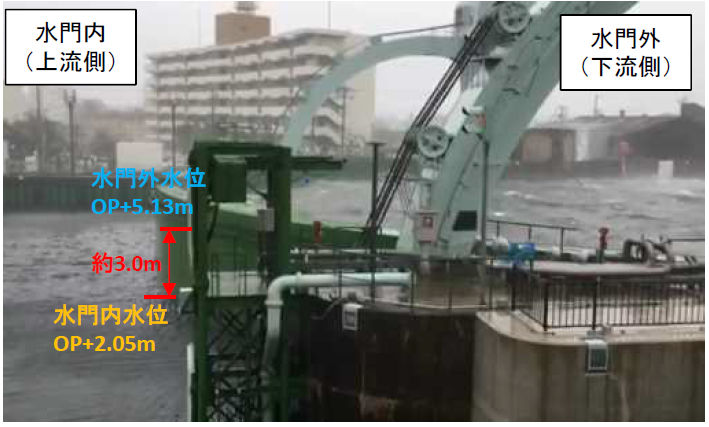 水門内
（上流側）
水門外
（下流側）
水門外水位
OP+5.13m
約3.0m
水門内水位
OP+2.05m